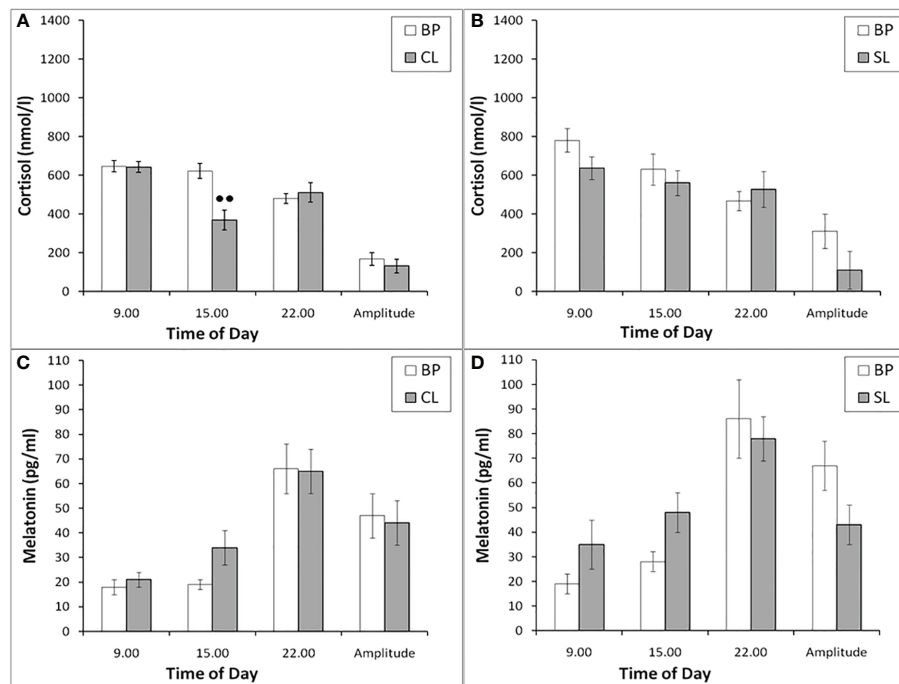 A
BP
CL
Cortisol (nmol/l)
1400
1200
1000
800
600
400
200
0
9.00 15.00 22.00 Amplitude
Time of Day
B
BP
SL
Cortisol (nmol/l)
1400
1200
1000
800
600
400
200
0
9.00 15.00 22.00 Amplitude
Time of Day
C
BP
CL
Melatonin (pg/ml)
110
100
90
80
70
60
50
40
30
20
10
0
9.00 15.00 22.00 Amplitude
Time of Day
D
BP
SL
Melatonin (pg/ml)
110
100
90
80
70
60
50
40
30
20
10
0
9.00 15.00 22.00 Amplitude
Time of Day